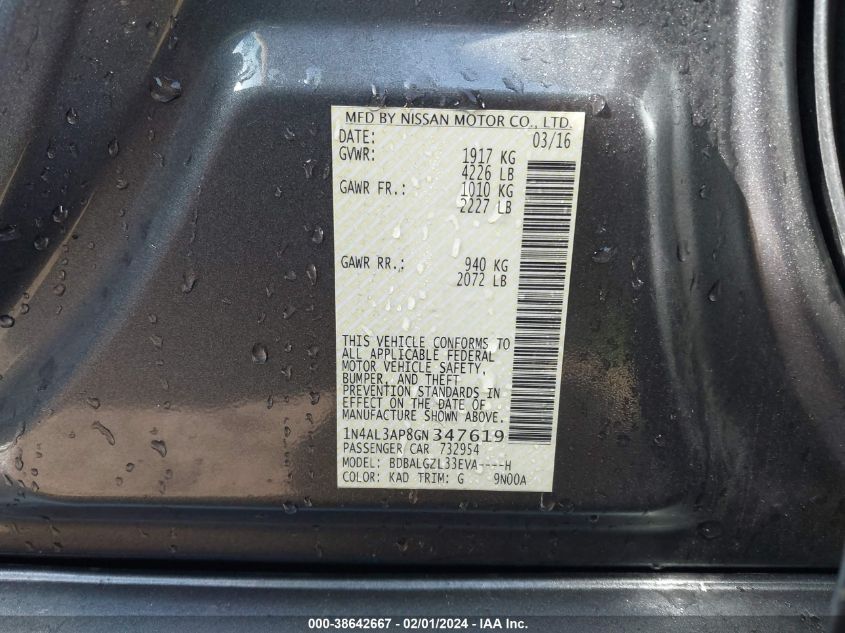 MFD BY NISSAN MOTOR CO., LTD.
DATE: 03/16
GVWR: 1917 KG
4226 LB
GAWR FR.: 1010 KG
2227 LB
GAWR RR.: 940 KG
2072 LB
THIS VEHICLE CONFORMS TO
ALL APPLICABLE FEDERAL
MOTOR VEHICLE SAFETY,
BUMPER, AND THEFT
PREVENTION STANDARDS IN
EFFECT ON THE DATE OF
MANUFACTURE SHOWN ABOVE.
1N4AL3AP8GN347619
PASSENGER CAR 732954
MODEL: BDBALGZL33EVA----H
COLOR: KAD TRIM: G 9N00A
000-38642667 - 02/01/2024 - IAA Inc.